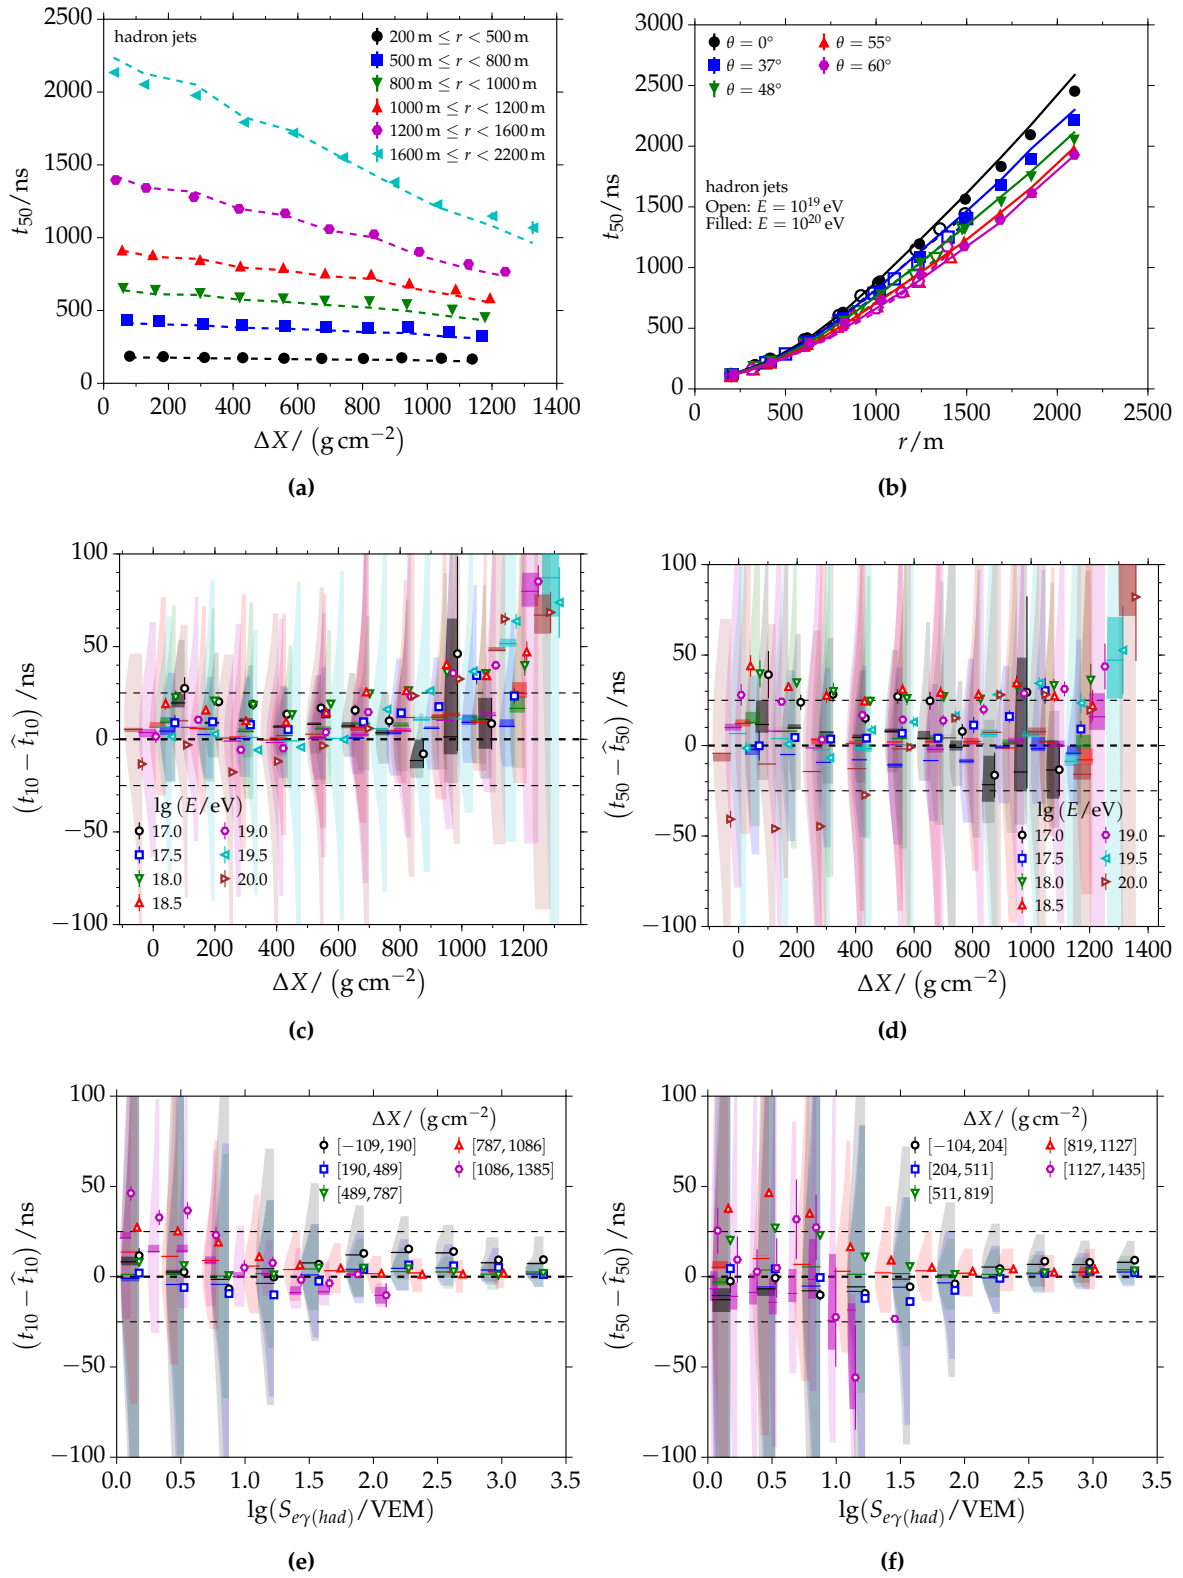 2500
2000
1500
1000
500
0
t50/ns
hadron jets
200 m ≤ r < 500 m
500 m ≤ r < 800 m
800 m ≤ r < 1000 m
1000 m ≤ r < 1200 m
1200 m ≤ r < 1600 m
1600 m ≤ r < 2200 m
0 200 400 600 800 1000 1200 1400
ΔX/ (g cm−2)
(a)
3000
2500
2000
1500
1000
500
0
t50/ns
θ = 0°
θ = 37°
θ = 48°
θ = 55°
θ = 60°
hadron jets
Open: E = 10^19 eV
Filled: E = 10^20 eV
0 500 1000 1500 2000 2500
r/m
(b)
100
50
0
−50
−100
(t10 − t̂10) /ns
lg (E/eV)
17.0
17.5
18.0
18.5
19.0
19.5
20.0
0 200 400 600 800 1000 1200
ΔX/ (g cm−2)
(c)
100
50
0
−50
−100
(t50 − t̂50) /ns
lg (E/eV)
17.0
17.5
18.0
18.5
19.0
19.5
20.0
0 200 400 600 800 1000 1200 1400
ΔX/ (g cm−2)
(d)
100
50
0
−50
−100
(t10 − t̂10) /ns
ΔX/ (g cm−2)
[−109, 190]
[190, 489]
[489, 787]
[787, 1086]
[1086, 1385]
0.0 0.5 1.0 1.5 2.0 2.5 3.0 3.5
lg(Seγ(had)/VEM)
(e)
100
50
0
−50
−100
(t50 − t̂50) /ns
ΔX/ (g cm−2)
[−104, 204]
[204, 511]
[511, 819]
[819, 1127]
[1127, 1435]
0.0 0.5 1.0 1.5 2.0 2.5 3.0 3.5
lg(Seγ(had)/VEM)
(f)